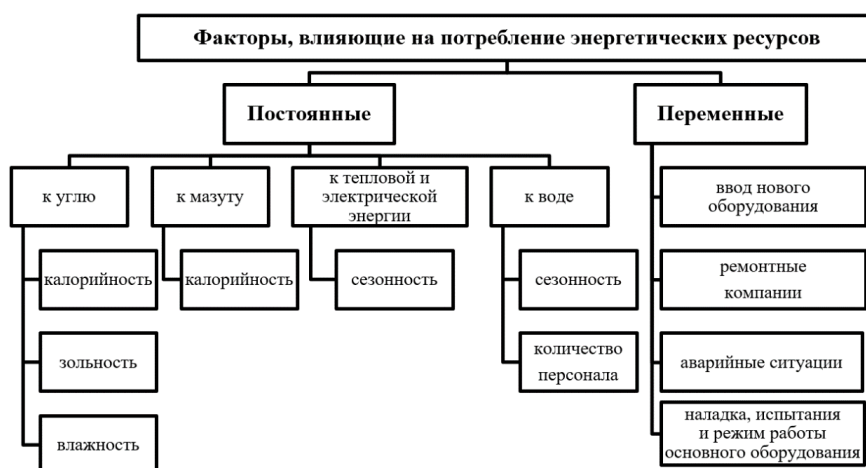 Факторы, влияющие на потребление энергетических ресурсов
Постоянные
Переменные
к углю
к мазуту
к тепловой и
электрической
энергии
к воде
калорийность
зольность
влажность
калорийность
сезонность
сезонность
количество
персонала
ввод нового
оборудования
ремонтные
компании
аварийные ситуации
наладка, испытания
и режим работы
основного оборудования